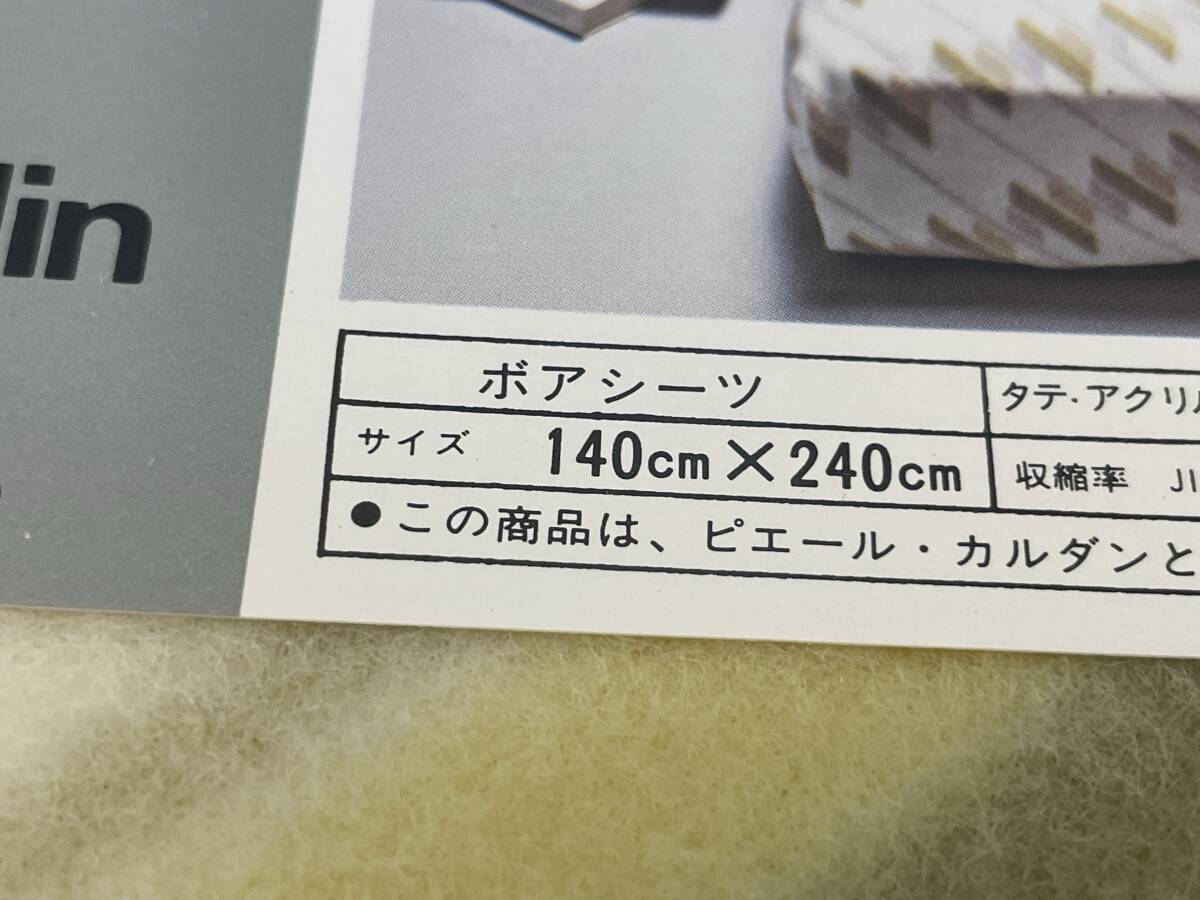 din
ボアシーツ
タテ・アクリル
サイズ 140cm×240cm
収縮率 JI
●この商品は、ピエール・カルダンと